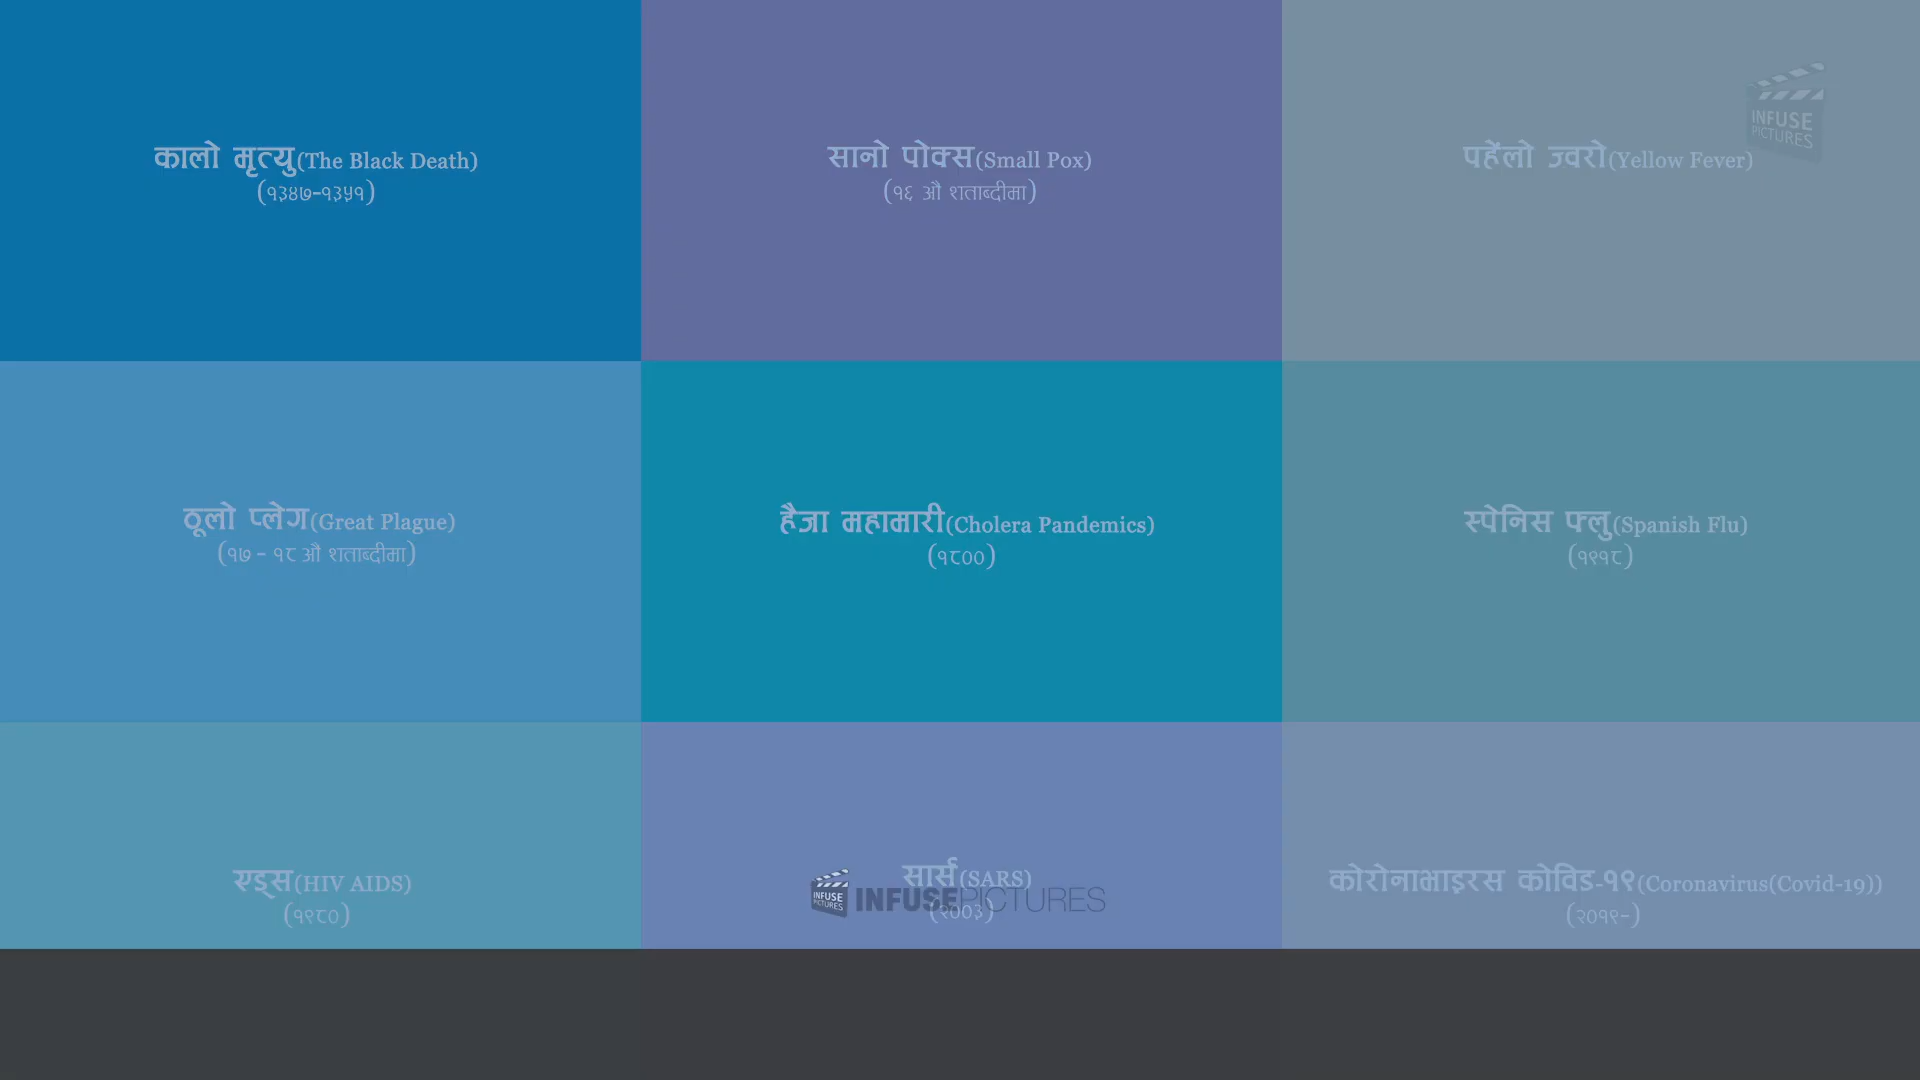 कालो मृत्यु(The Black Death)
(१३४७-१३५१)
सानो पोक्स(Small Pox)
(१६ औ शताब्दीमा)
पहेंलो ज्वरो(Yellow Fever)
INFUSE
PICTURES
ठूलो प्लेग(Great Plague)
(१७ - १८ औ शताब्दीमा)
हैजा महामारी(Cholera Pandemics)
(१८००)
स्पेनिस फ्लु(Spanish Flu)
(१९१८)
एड्स(HIV AIDS)
(१९८०)
सार्स(SARS)
(२००३)
INFUSE
PICTURES
INFUSEPICTURES
कोरोनाभाइरस कोविड-१९(Coronavirus(Covid-19))
(२०१९-)